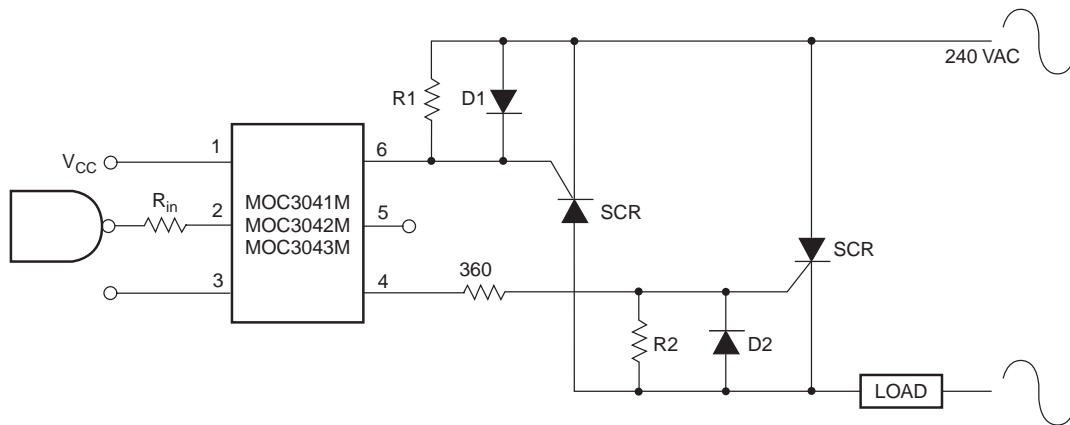 240 VAC
R1
D1
1
6
VCC
Rin
2
MOC3041M
MOC3042M
MOC3043M
5
SCR
SCR
3
4
360
R2
D2
LOAD